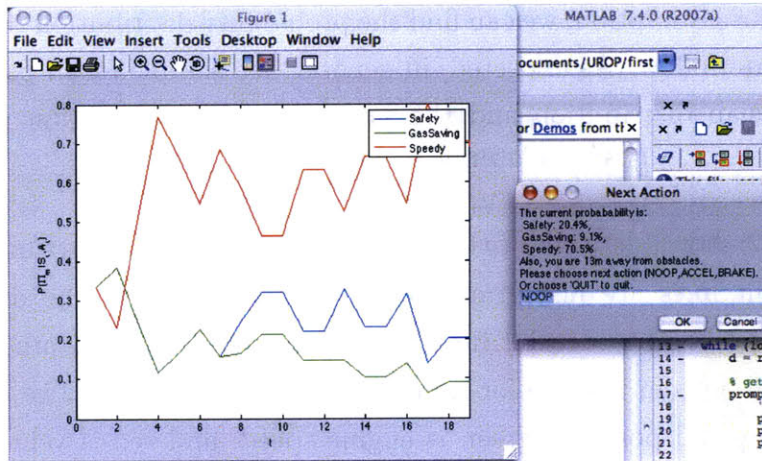 Figure 1
MATLAB 7.4.0 (R2007a)
File Edit View Insert Tools Desktop Window Help
ocuments/UROP/first
or Demos from th
0.8
0.7
0.6
0.5
0.4
0.3
0.2
0.1
0
0 2 4 6 8 10 12 14 16 18
t
Safety
GasSaving
Speedy
Next Action
The current probabability is:
Safety: 20.4%,
GasSaving: 9.1%,
Speedy: 70.5%
Also, you are 13m away from obstacles.
Please choose next action (NOOP,ACCEL,BRAKE).
Or choose 'QUIT' to quit.
NOOP
OK Cancel
13 - while (
14 - d = r
15
16 % get
17 - promp
18
19 p
20 p
21 p
22